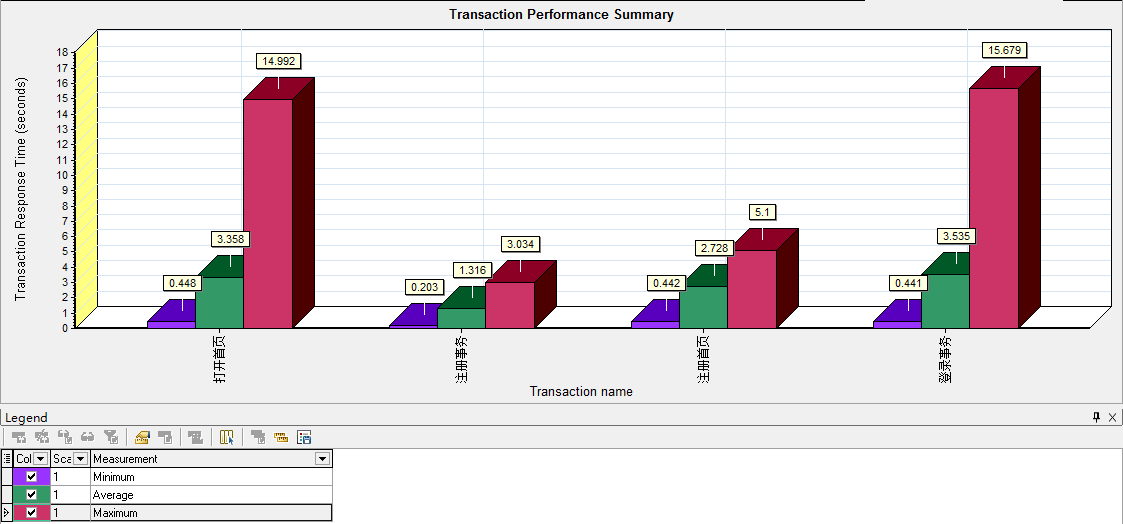 Transaction Performance Summary
Transaction Response Time (seconds)
18
17
16
15
14
13
12
11
10
9
8
7
6
5
4
3
2
1
0
0.448
3.358
14.992
0.203
1.316
3.034
0.442
2.728
5.1
0.441
3.535
15.679
打开首页
注册事务
注册首页
登录事务
Transaction name
Legend
Col Sca Measurement
1 Minimum
1 Average
1 Maximum